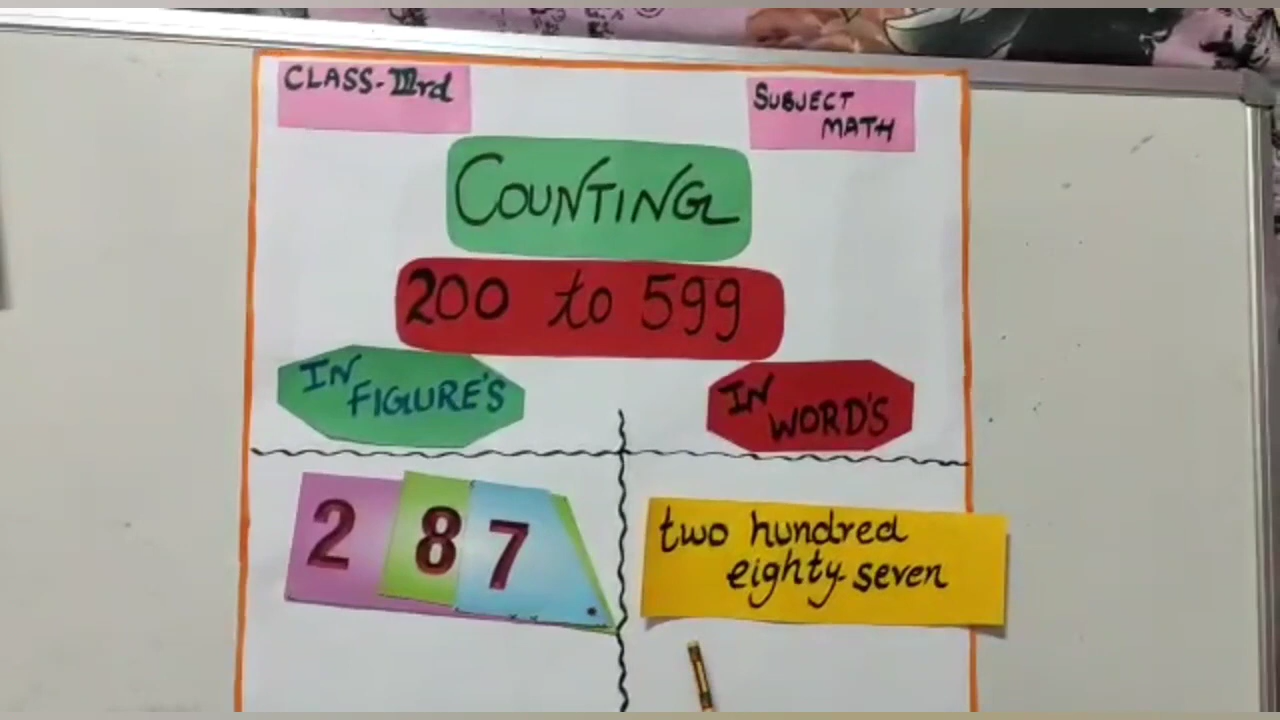 CLASS-IIIrd
SUBJECT
MATH
COUNTING
200 to 599
IN
FIGURE'S
IN
WORD'S
2 8 7
two hundred
eighty seven